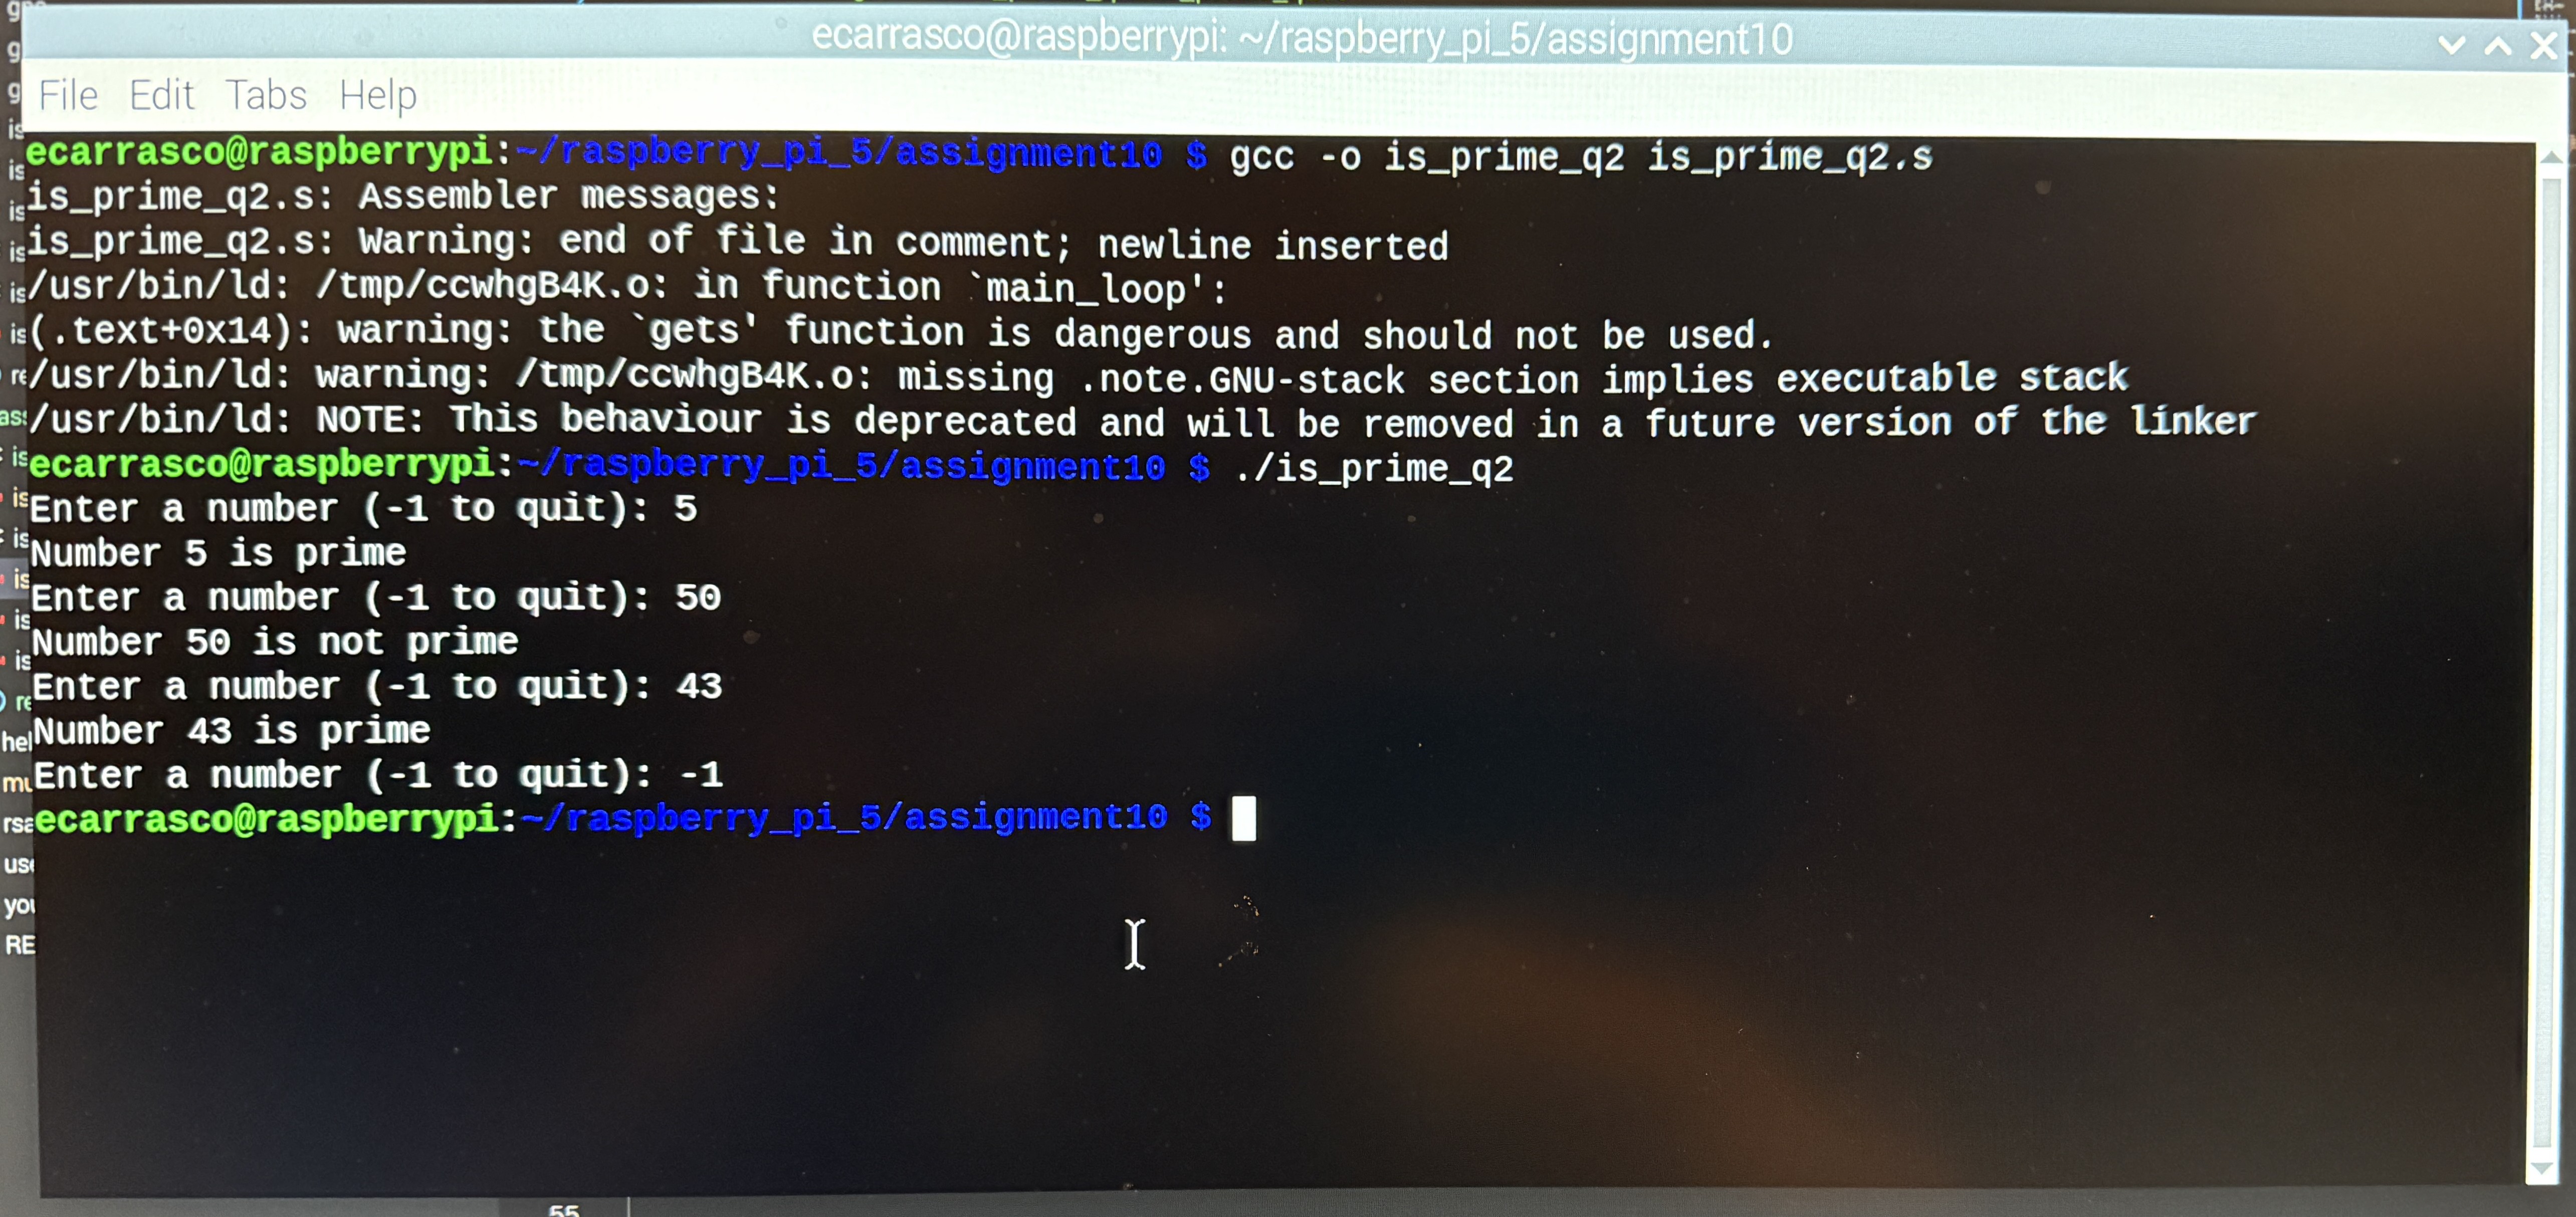 ecarrasco@raspberrypi: ~/raspberry_pi_5/assignment10
File Edit Tabs Help
ecarrasco@raspberrypi:~/raspberry_pi_5/assignment10 $ gcc -o is_prime_q2 is_prime_q2.s
is_prime_q2.s: Assembler messages:
is_prime_q2.s: Warning: end of file in comment; newline inserted
/usr/bin/ld: /tmp/ccwhgB4K.o: in function `main_loop':
(.text+0x14): warning: the `gets' function is dangerous and should not be used.
/usr/bin/ld: warning: /tmp/ccwhgB4K.o: missing .note.GNU-stack section implies executable stack
/usr/bin/ld: NOTE: This behaviour is deprecated and will be removed in a future version of the linker
ecarrasco@raspberrypi:~/raspberry_pi_5/assignment10 $ ./is_prime_q2
Enter a number (-1 to quit): 5
Number 5 is prime
Enter a number (-1 to quit): 50
Number 50 is not prime
Enter a number (-1 to quit): 43
Number 43 is prime
Enter a number (-1 to quit): -1
ecarrasco@raspberrypi:~/raspberry_pi_5/assignment10 $
55